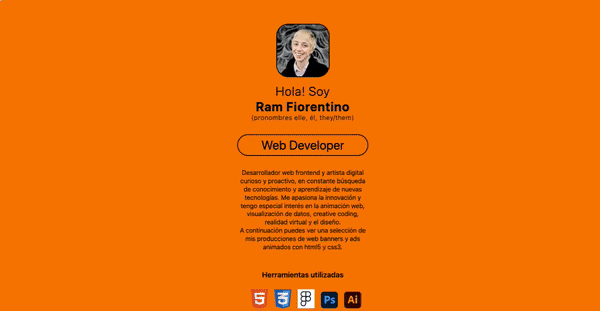 Hola! Soy
Ram Fiorentino
(pronombres elle, él, they/them)
Web Developer
Desarrollador web frontend y artista digital
curioso y proactivo, en constante búsqueda
de conocimiento y aprendizaje de nuevas
tecnologías. Me apasiona la innovación y
tengo especial interés en la animación web,
visualización de datos, creative coding,
realidad virtual y el diseño.
A continuación puedes ver una selección de
mis producciones de web banners y ads
animados con html5 y css3.
Herramientas utilizadas
5 3 Ps Ai